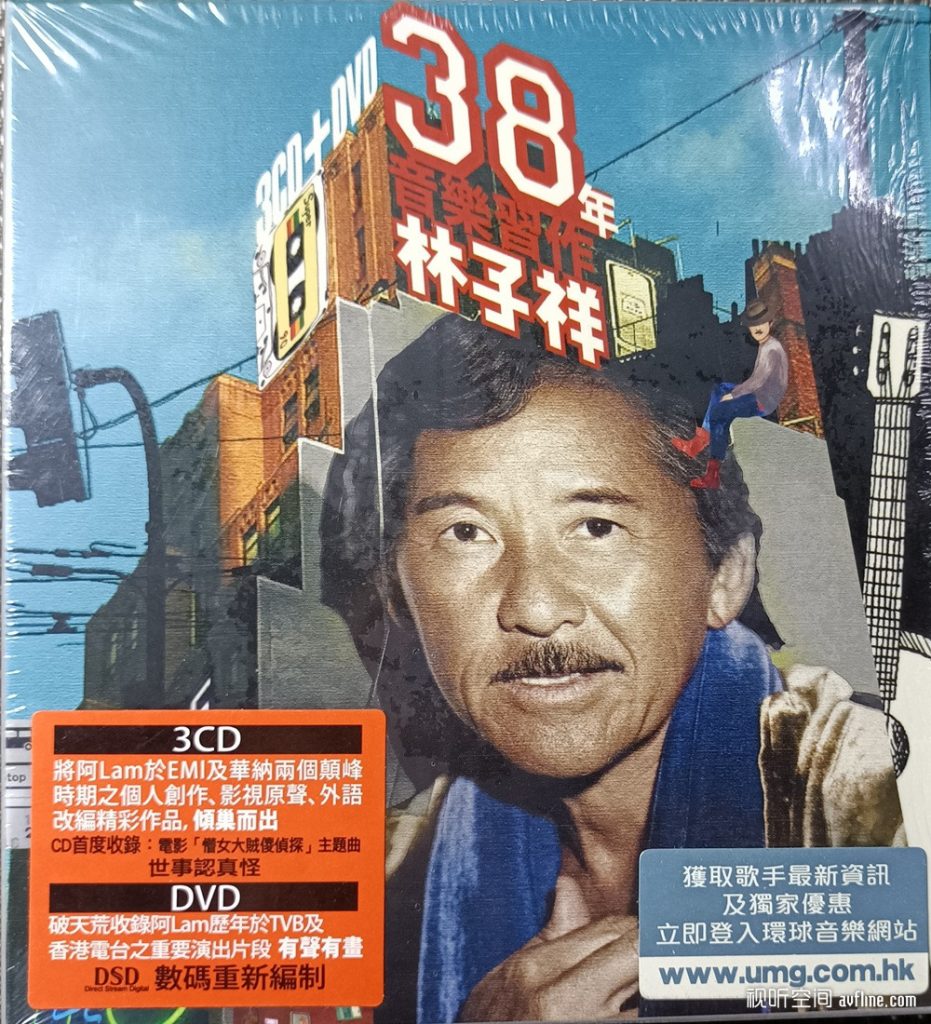 3CD+DVD
38年
音樂習作
林子祥
top
3CD
將阿Lam於EMI及華納兩個顛峰
時期之個人創作、影視原聲、外語
改編精彩作品, 傾巢而出
CD首度收錄：電影「懵女大賊傻偵探」主題曲
世事認真怪
DVD
破天荒收錄阿Lam歷年於TVB及
香港電台之重要演出片段 有聲有畫
DSD 數碼重新編制
Direct Stream Digital
獲取歌手最新資訊
及獨家優惠
立即登入環球音樂網站
www.umg.com.hk
视听空间 avfline.com